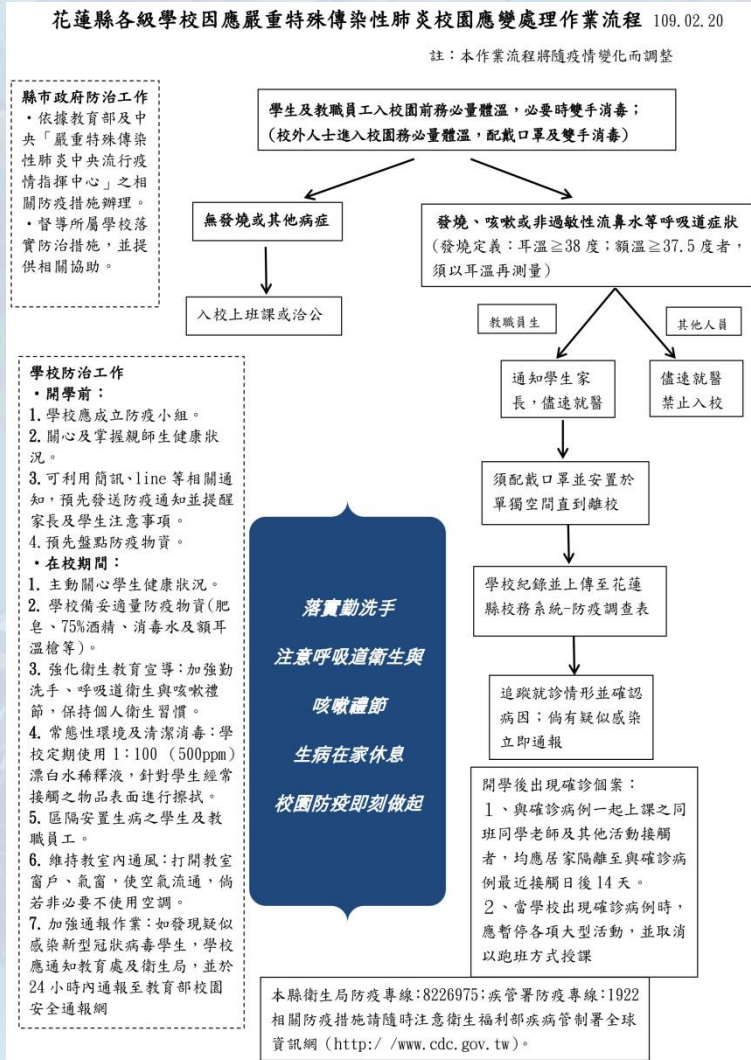 花蓮縣各級學校因應嚴重特殊傳染性肺炎校園應變處理作業流程 109.02.20
註：本作業流程將隨疫情變化而調整
縣市政府防治工作
・依據教育部及中
央「嚴重特殊傳染
性肺炎中央流行疫
情指揮中心」之相
關防疫措施辦理。
・督導所屬學校落
實防治措施，並提
供相關協助。
學生及教職員工入校園前務必量體溫，必要時雙手消毒；
(校外人士進入校園務必量體溫，配戴口罩及雙手消毒)
無發燒或其他病症
入校上班課或洽公
發燒、咳嗽或非過敏性流鼻水等呼吸道症狀
(發燒定義：耳溫≧38 度；額溫≧37.5 度者，
須以耳溫再測量)
教職員生
其他人員
通知學生家
長，儘速就醫
儘速就醫
禁止入校
須配戴口罩並安置於
單獨空間直到離校
學校紀錄並上傳至花蓮
縣校務系統-防疫調查表
追蹤就診情形並確認
病因；倘有疑似感染
立即通報
開學後出現確診個案：
１、與確診病例一起上課之同
班同學老師及其他活動接觸
者，均應居家隔離至與確診病
例最近接觸日後 14 天。
２、當學校出現確診病例時，
應暫停各項大型活動，並取消
以跑班方式授課
學校防治工作
・開學前：
1. 學校應成立防疫小組。
2. 關心及掌握親師生健康狀
況。
3. 可利用簡訊、line 等相關通
知，預先發送防疫通知並提醒
家長及學生注意事項。
4. 預先盤點防疫物資。
・在校期間：
1. 主動關心學生健康狀況。
2. 學校備妥適量防疫物資(肥
皂、75%酒精、消毒水及額耳
溫槍等)。
3. 強化衛生教育宣導：加強勤
洗手、呼吸道衛生與咳嗽禮
節，保持個人衛生習慣。
4. 常態性環境及清潔消毒：學
校定期使用 1：100 (500ppm)
漂白水稀釋液，針對學生經常
接觸之物品表面進行擦拭。
5. 區隔安置生病之學生及教
職員工。
6. 維持教室內通風：打開教室
窗戶、氣窗，使空氣流通，倘
若非必要不使用空調。
7. 加強通報作業：如發現疑似
感染新型冠狀病毒學生，學校
應通知教育處及衛生局，並於
24 小時內通報至教育部校園
安全通報網
落實勤洗手
注意呼吸道衛生與
咳嗽禮節
生病在家休息
校園防疫即刻做起
本縣衛生局防疫專線：8226975；疾管署防疫專線：1922
相關防疫措施請隨時注意衛生福利部疾病管制署全球
資訊網 (http:/ /www.cdc.gov.tw)。